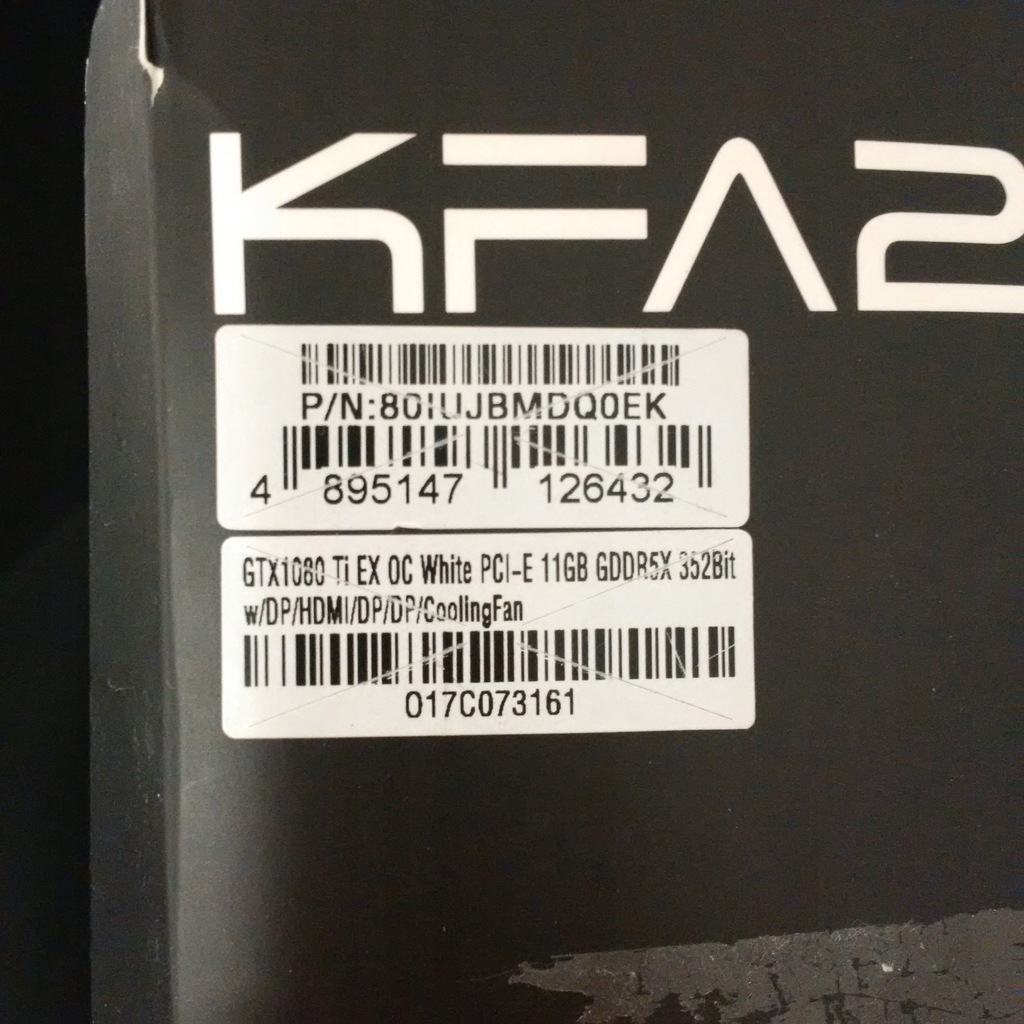 KFA2
P/N:80IUJBMDQ0EK
4 895147 126432
GTX1080 Ti EX OC White PCI-E 11GB GDDR5X 352Bit
w/DP/HDMI/DP/DP/CoolingFan
017C073161